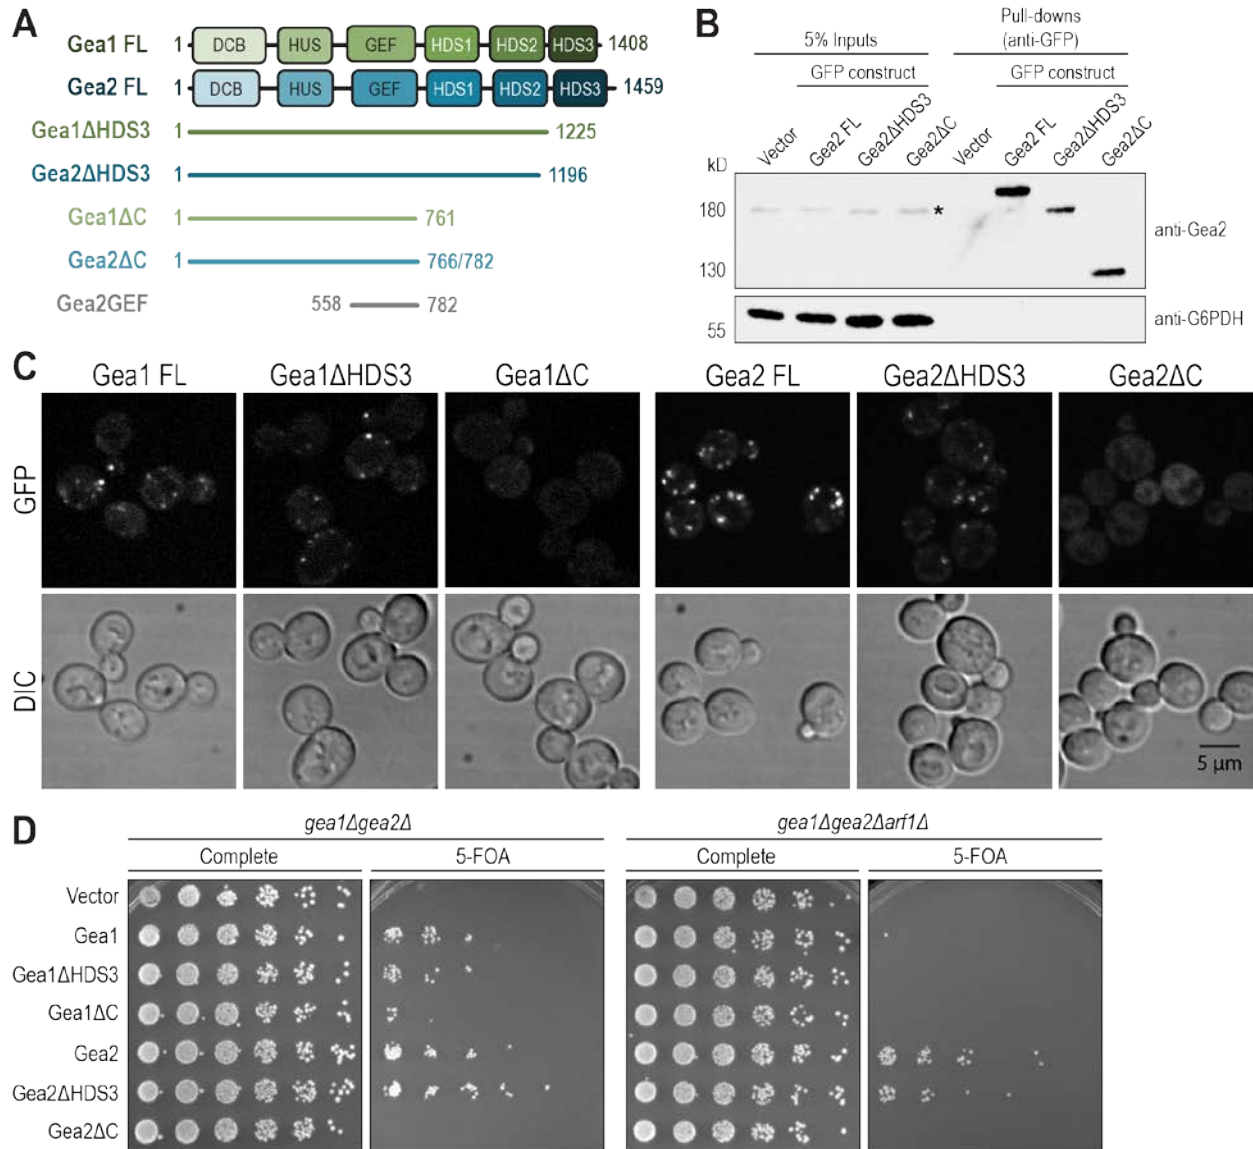 A
Gea1 FL 1 DCB HUS GEF HDS1 HDS2 HDS3 1408
Gea2 FL 1 DCB HUS GEF HDS1 HDS2 HDS3 1459
Gea1ΔHDS3 1 1225
Gea2ΔHDS3 1 1196
Gea1ΔC 1 761
Gea2ΔC 1 766/782
Gea2GEF 558 782
B
Pull-downs
5% Inputs (anti-GFP)
GFP construct GFP construct
Vector Gea2 FL Gea2ΔHDS3 Gea2ΔC Vector Gea2 FL Gea2ΔHDS3 Gea2ΔC
kD
180 * anti-Gea2
130
55 anti-G6PDH
C
Gea1 FL Gea1ΔHDS3 Gea1ΔC Gea2 FL Gea2ΔHDS3 Gea2ΔC
GFP
DIC
5 µm
D
gea1Δgea2Δ gea1Δgea2Δarf1Δ
Complete 5-FOA Complete 5-FOA
Vector
Gea1
Gea1ΔHDS3
Gea1ΔC
Gea2
Gea2ΔHDS3
Gea2ΔC